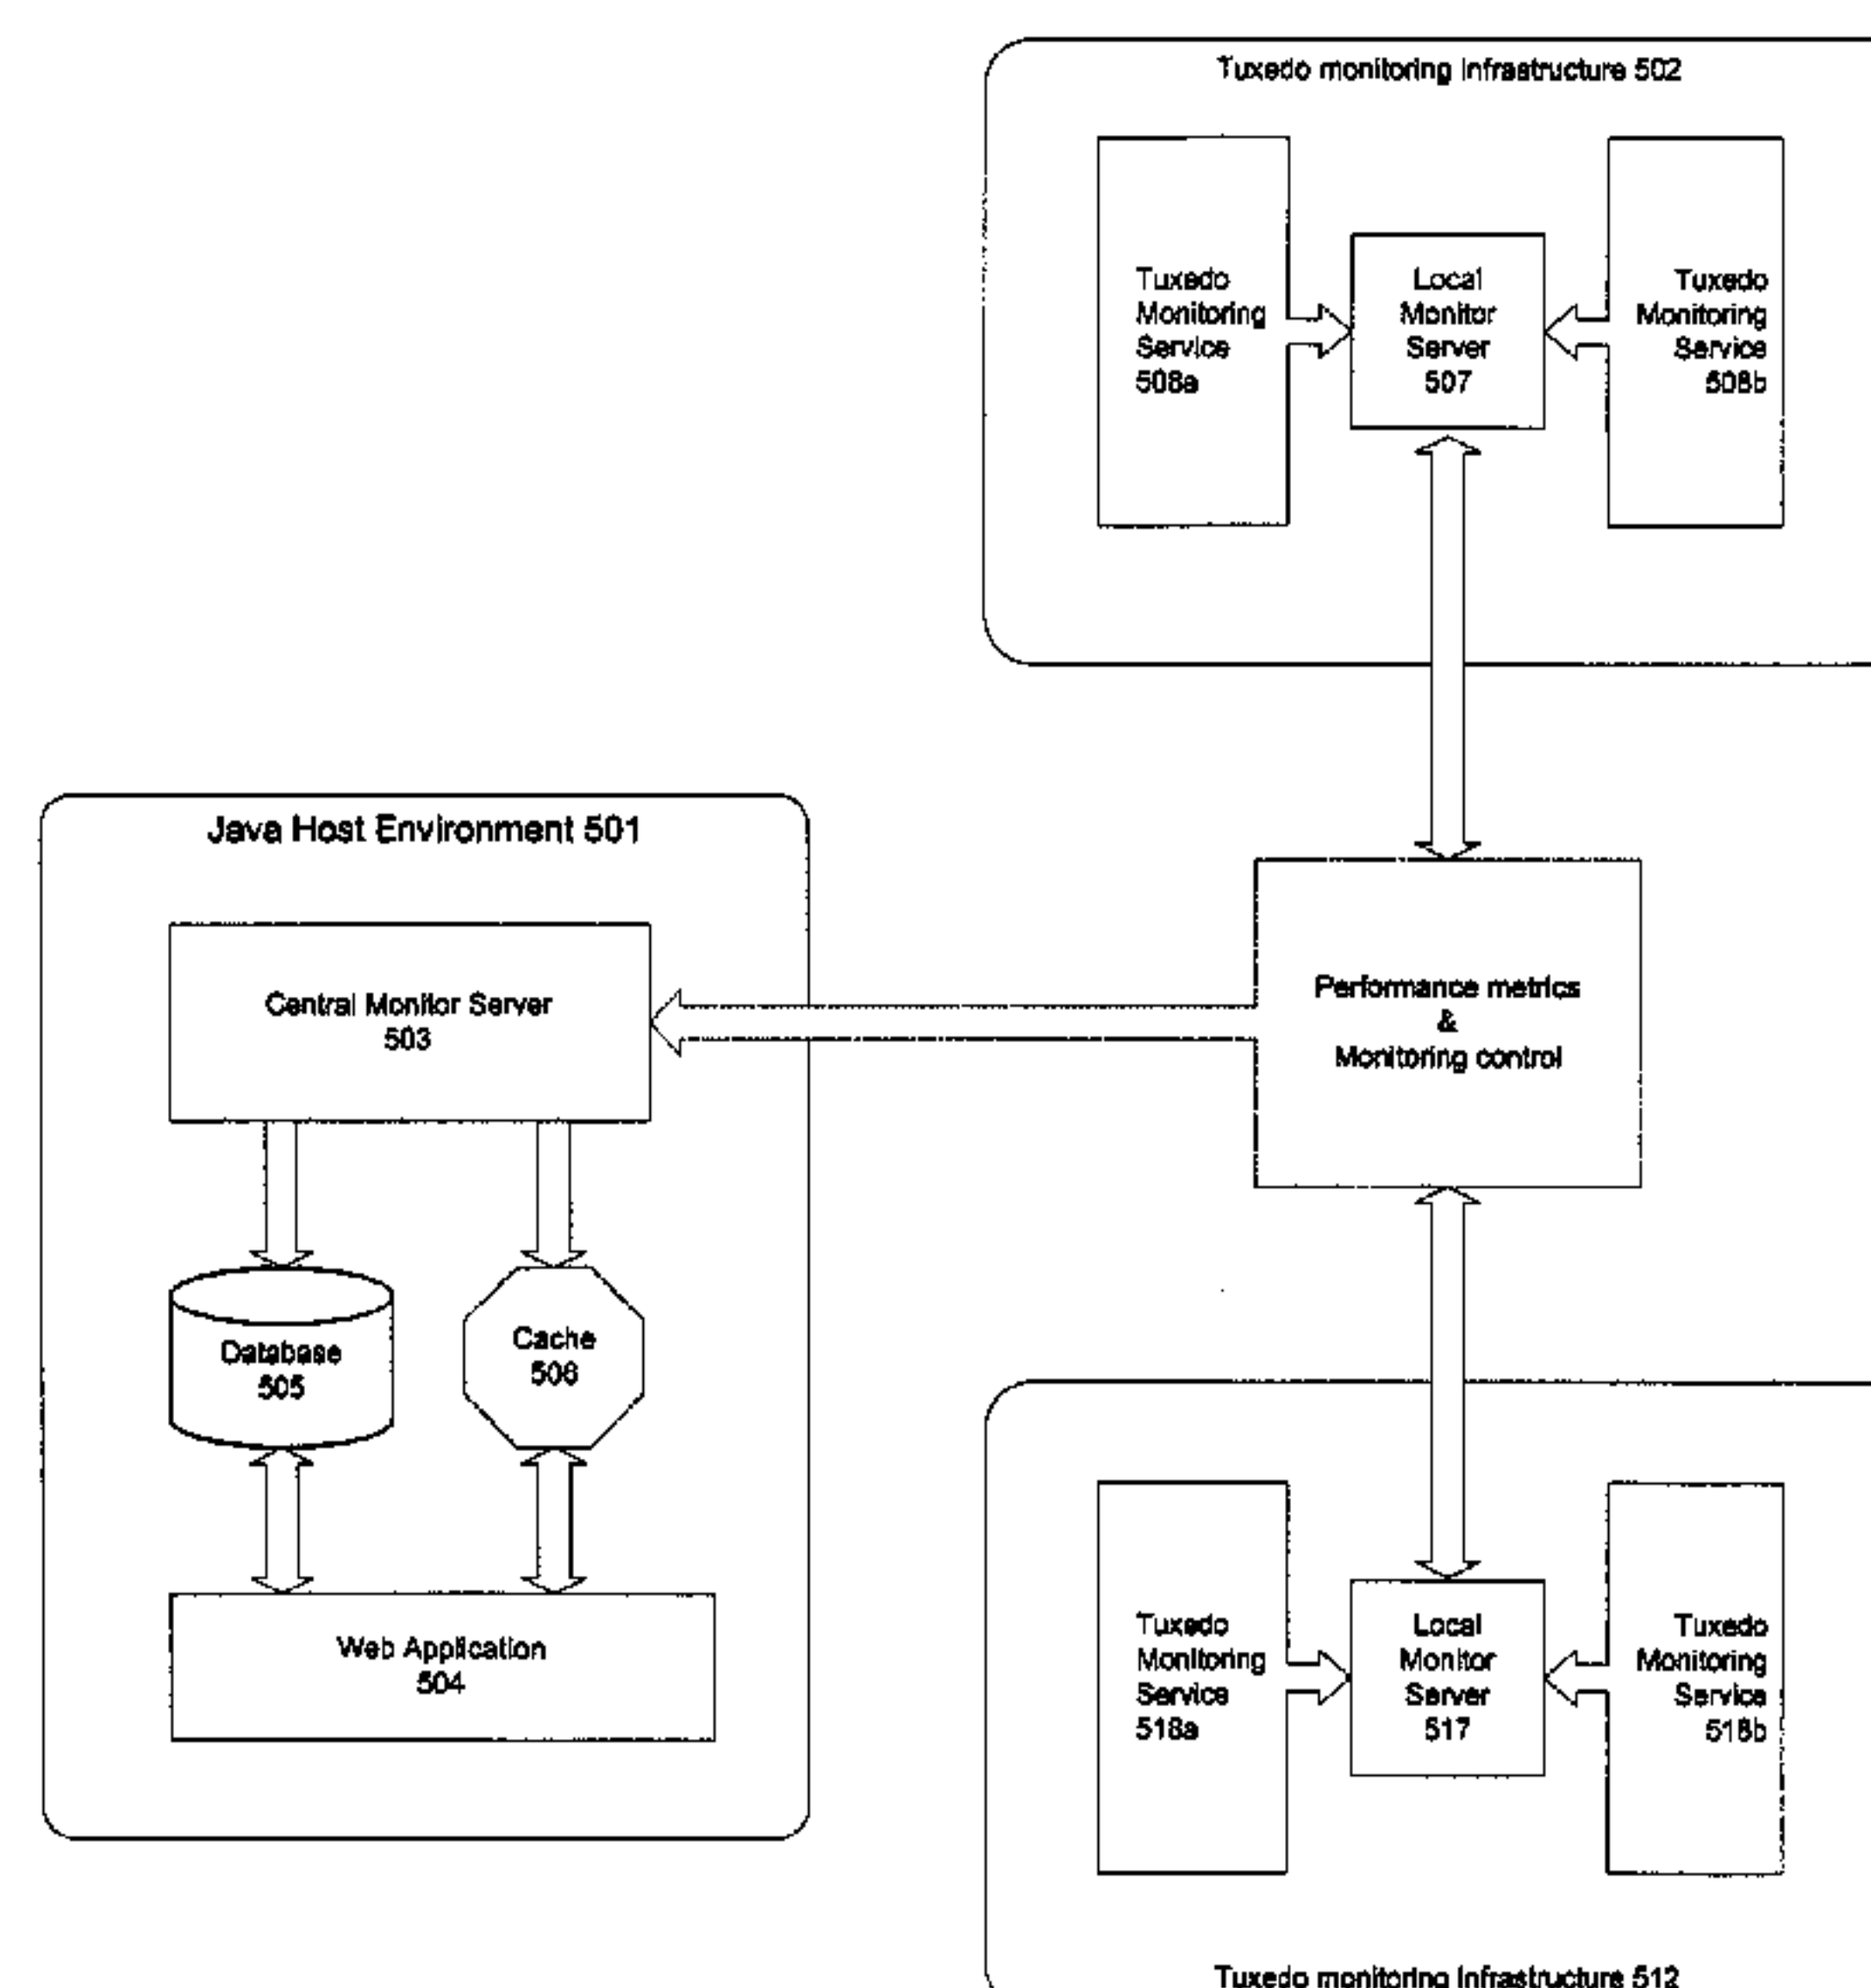 Tuxedo monitoring infrastructure 502
Tuxedo
Monitoring
Service
508a
Local
Monitor
Server
507
Tuxedo
Monitoring
Service
508b
Java Host Environment 501
Central Monitor Server
503
Performance metrics
&
Monitoring control
Database
505
Cache
506
Web Application
504
Tuxedo
Monitoring
Service
518a
Local
Monitor
Server
517
Tuxedo
Monitoring
Service
518b
Tuxedo monitoring infrastructure 512